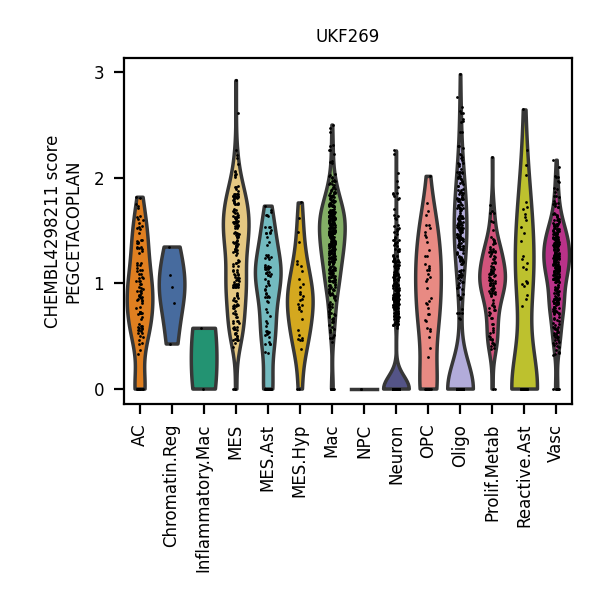 UKF269
CHEMBL4298211 score
PEGCETACOPLAN
3
2
1
0
AC
Chromatin.Reg
Inflammatory.Mac
MES
MES.Ast
MES.Hyp
Mac
NPC
Neuron
OPC
Oligo
Prolif.Metab
Reactive.Ast
Vasc